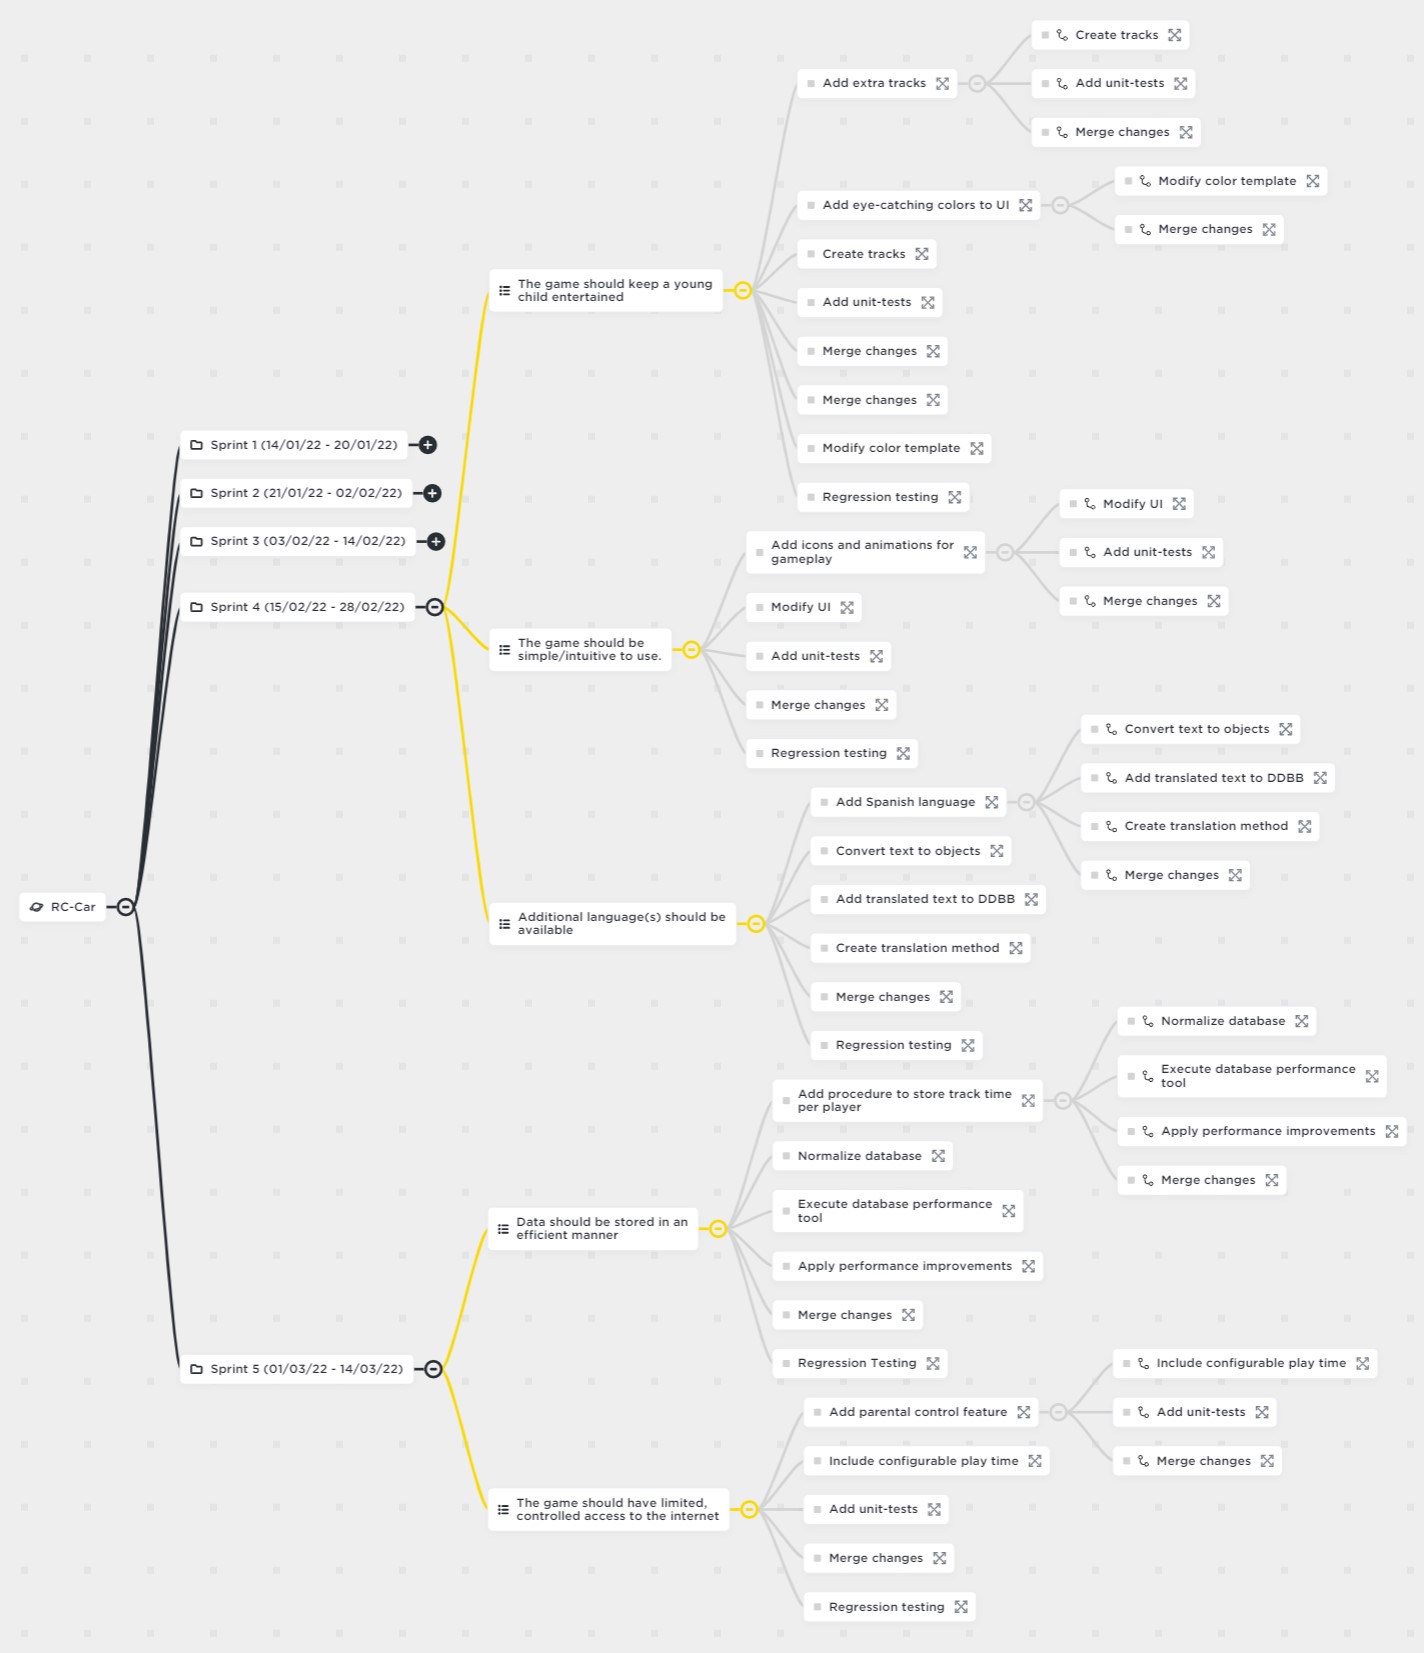 RC-Car
Sprint 1 (14/01/22 - 20/01/22)
Sprint 2 (21/01/22 - 02/02/22)
Sprint 3 (03/02/22 - 14/02/22)
Sprint 4 (15/02/22 - 28/02/22)
The game should keep a young
child entertained
Add extra tracks
Create tracks
Add unit-tests
Merge changes
Add eye-catching colors to UI
Modify color template
Merge changes
Create tracks
Add unit-tests
Merge changes
Merge changes
Modify color template
Regression testing
The game should be
simple/intuitive to use.
Add icons and animations for
gameplay
Modify UI
Add unit-tests
Merge changes
Modify UI
Add unit-tests
Merge changes
Regression testing
Additional language(s) should be
available
Add Spanish language
Convert text to objects
Add translated text to DDBB
Create translation method
Merge changes
Convert text to objects
Add translated text to DDBB
Create translation method
Merge changes
Regression testing
Sprint 5 (01/03/22 - 14/03/22)
Data should be stored in an
efficient manner
Add procedure to store track time
per player
Normalize database
Execute database performance
tool
Apply performance improvements
Merge changes
Normalize database
Execute database performance
tool
Apply performance improvements
Merge changes
Regression Testing
The game should have limited,
controlled access to the internet
Add parental control feature
Include configurable play time
Add unit-tests
Merge changes
Include configurable play time
Add unit-tests
Merge changes
Regression testing